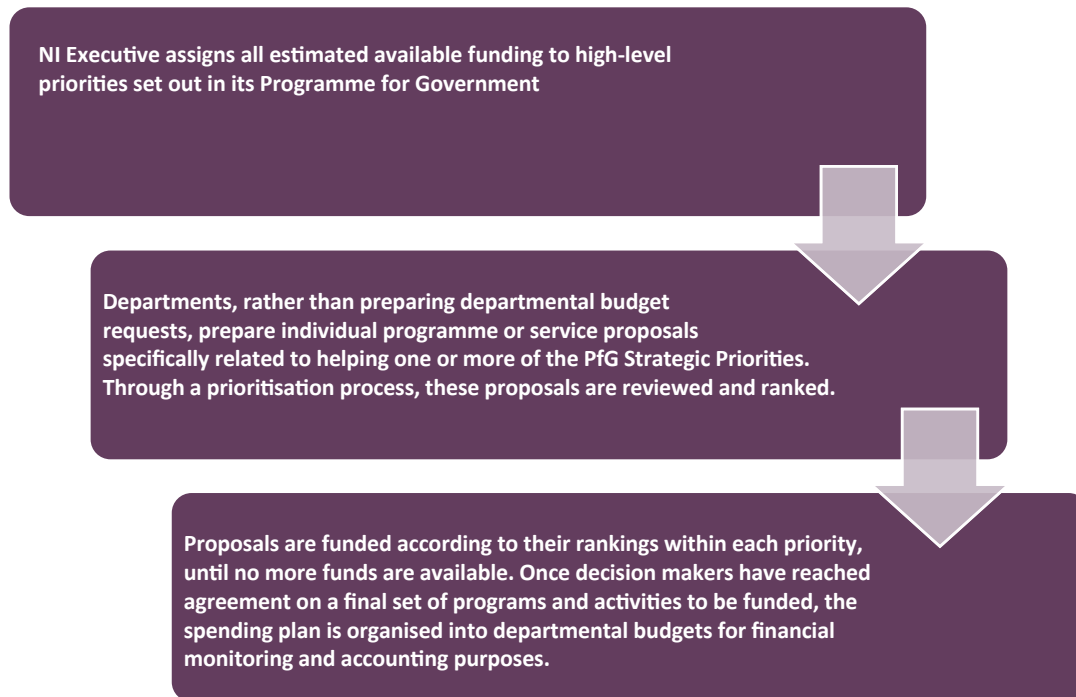 NI Executive assigns all estimated available funding to high-level
priorities set out in its Programme for Government
Departments, rather than preparing departmental budget
requests, prepare individual programme or service proposals
specifically related to helping one or more of the PfG Strategic Priorities.
Through a prioritisation process, these proposals are reviewed and ranked.
Proposals are funded according to their rankings within each priority,
until no more funds are available. Once decision makers have reached
agreement on a final set of programs and activities to be funded, the
spending plan is organised into departmental budgets for financial
monitoring and accounting purposes.